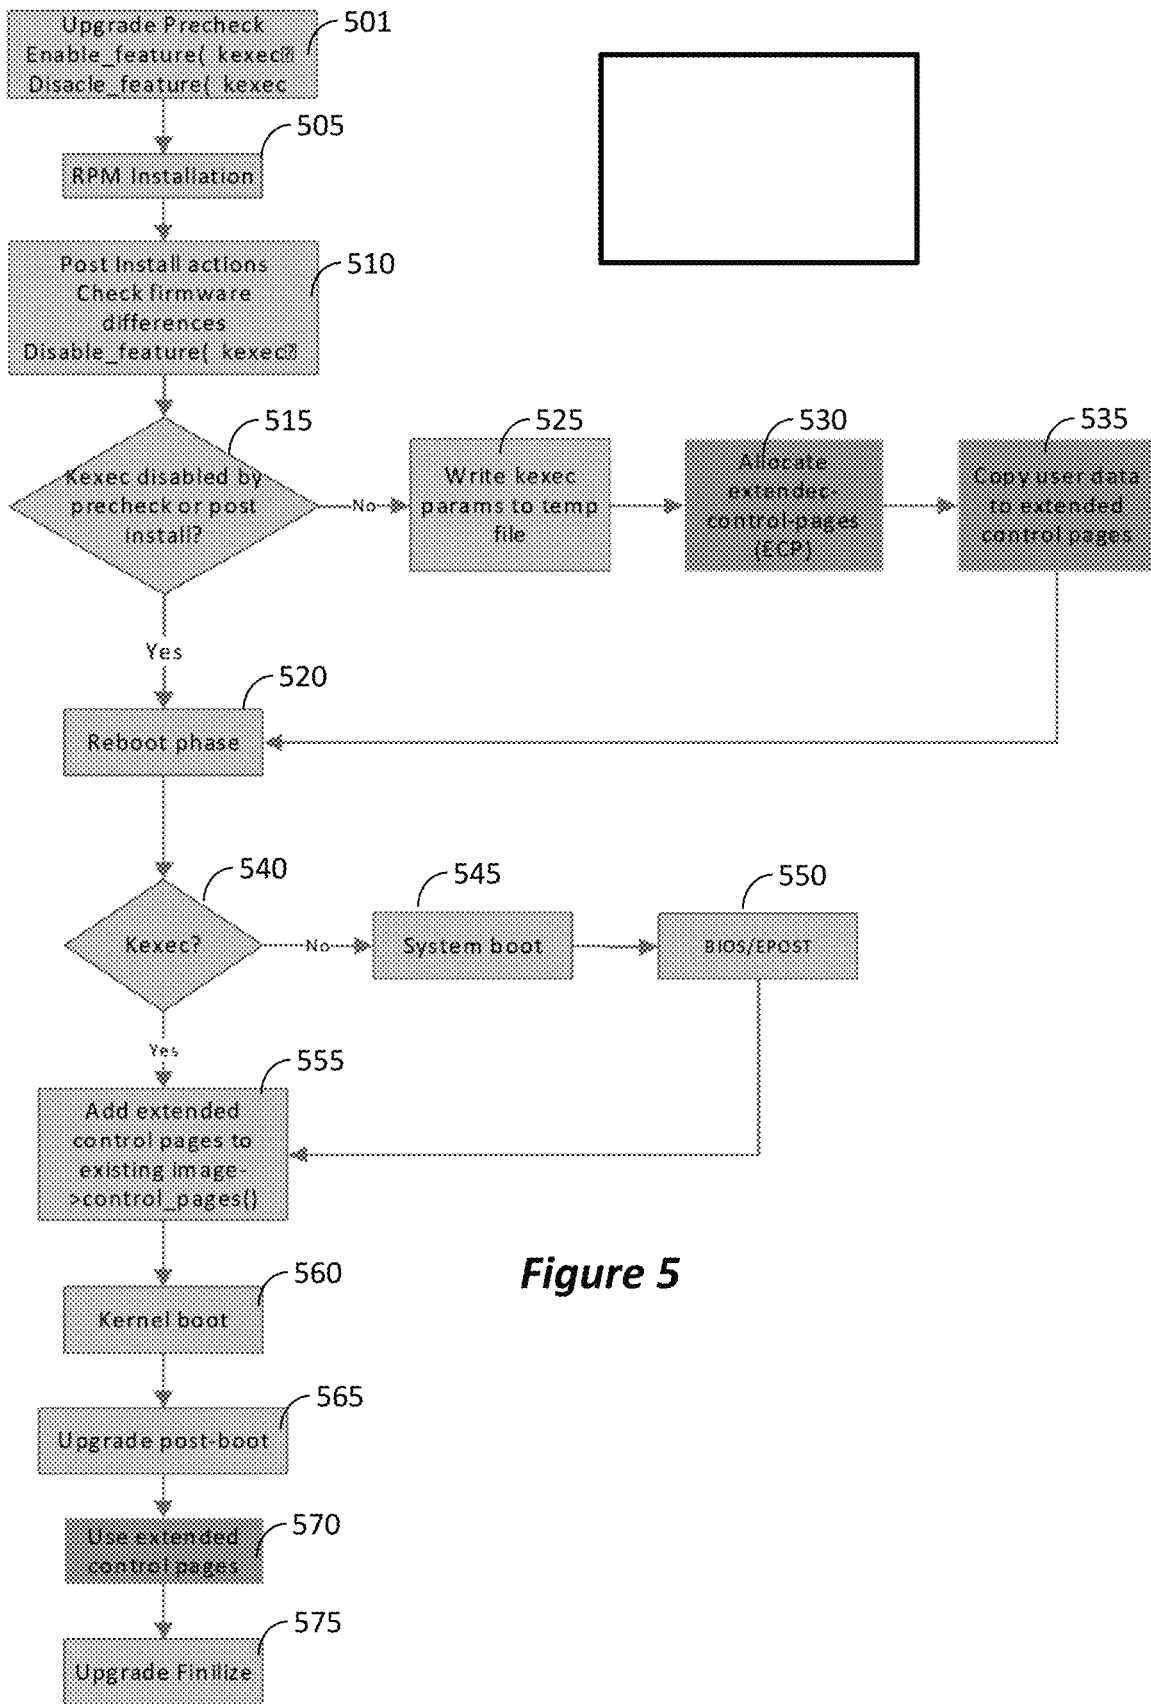 Upgrade Precheck
Enable_feature( kexec
Disacle_feature( kexec
501
505
RPM Installation
Post Install actions
Check firmware
differences
Disable_feature( kexec
510
515
Kexec disabled by
precheck or post
install?
No
525
Write kexec
params to temp
file
530
Allocate
extendec
control-pages
(ECP)
535
Copy user data
to extended
control pages
Yes
520
Reboot phase
540
Kexec?
No
545
System boot
550
BIOS/EPOST
Yes
555
Add extended
control pages to
existing image-
>control_pages()
Figure 5
560
Kernel boot
565
Upgrade post-boot
570
Use extended
control pages
575
Upgrade Finilize